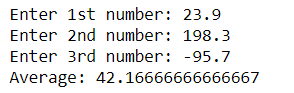 Enter 1st number: 23.9
Enter 2nd number: 198.3
Enter 3rd number: -95.7
Average: 42.16666666666667